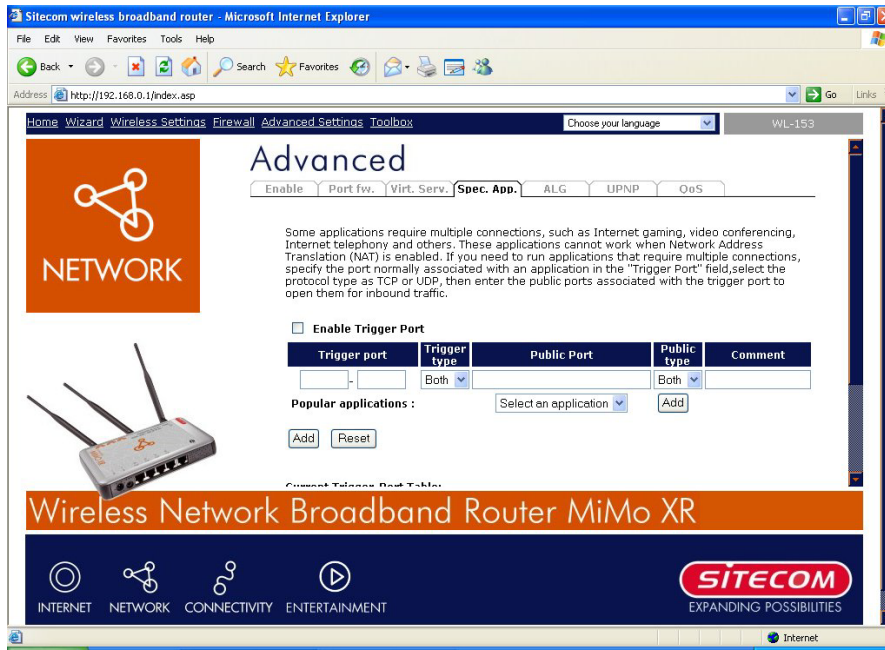 Sitecom wireless broadband router - Microsoft Internet Explorer
File Edit View Favorites Tools Help
Back Search Favorites
Address http://192.168.0.1/index.asp Go Links
Home Wizard Wireless Settings Firewall Advanced Settings Toolbox Choose your language WL-153
Advanced
Enable Port fw. Virt. Serv. Spec. App. ALG UPNP QoS
NETWORK
Some applications require multiple connections, such as Internet gaming, video conferencing,
Internet telephony and others. These applications cannot work when Network Address
Translation (NAT) is enabled. If you need to run applications that require multiple connections,
specify the port normally associated with an application in the "Trigger Port" field,select the
protocol type as TCP or UDP, then enter the public ports associated with the trigger port to
open them for inbound traffic.
Enable Trigger Port
Trigger port Trigger type Public Port Public type Comment
- Both Both
Popular applications : Select an application Add
Add Reset
Current Trigger-Port Table:
Wireless Network Broadband Router MiMo XR
INTERNET NETWORK CONNECTIVITY ENTERTAINMENT
SITECOM
EXPANDING POSSIBILITIES
Internet